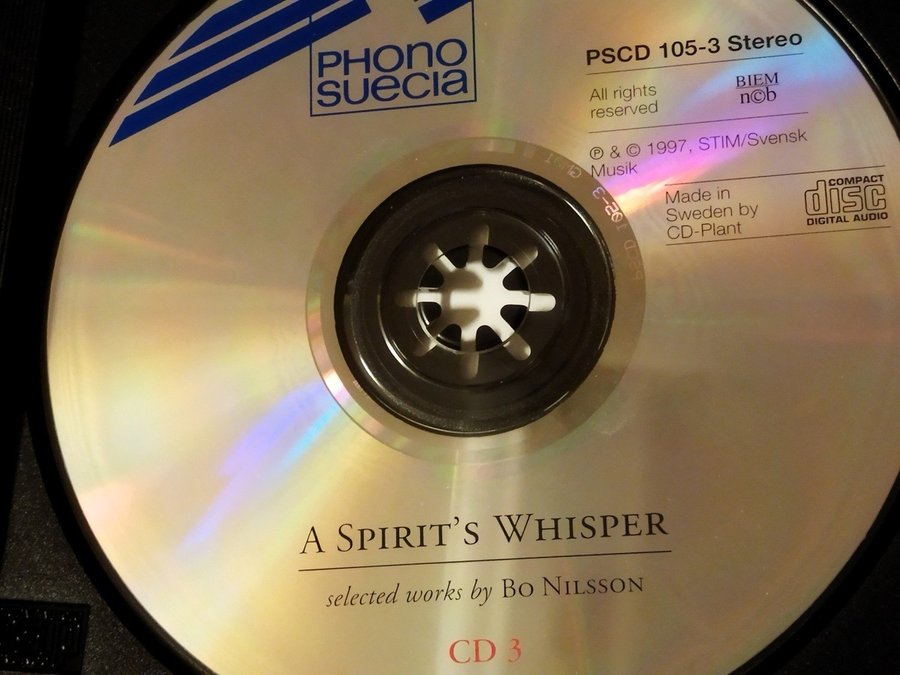 PHONO
SUECIA
PSCD 105-3 Stereo
All rights
reserved
BIEM
n©b
℗ & © 1997, STIM/Svensk
Musik
Made in
Sweden by
CD-Plant
COMPACT
disc
DIGITAL AUDIO
A SPIRIT'S WHISPER
selected works by BO NILSSON
CD 3